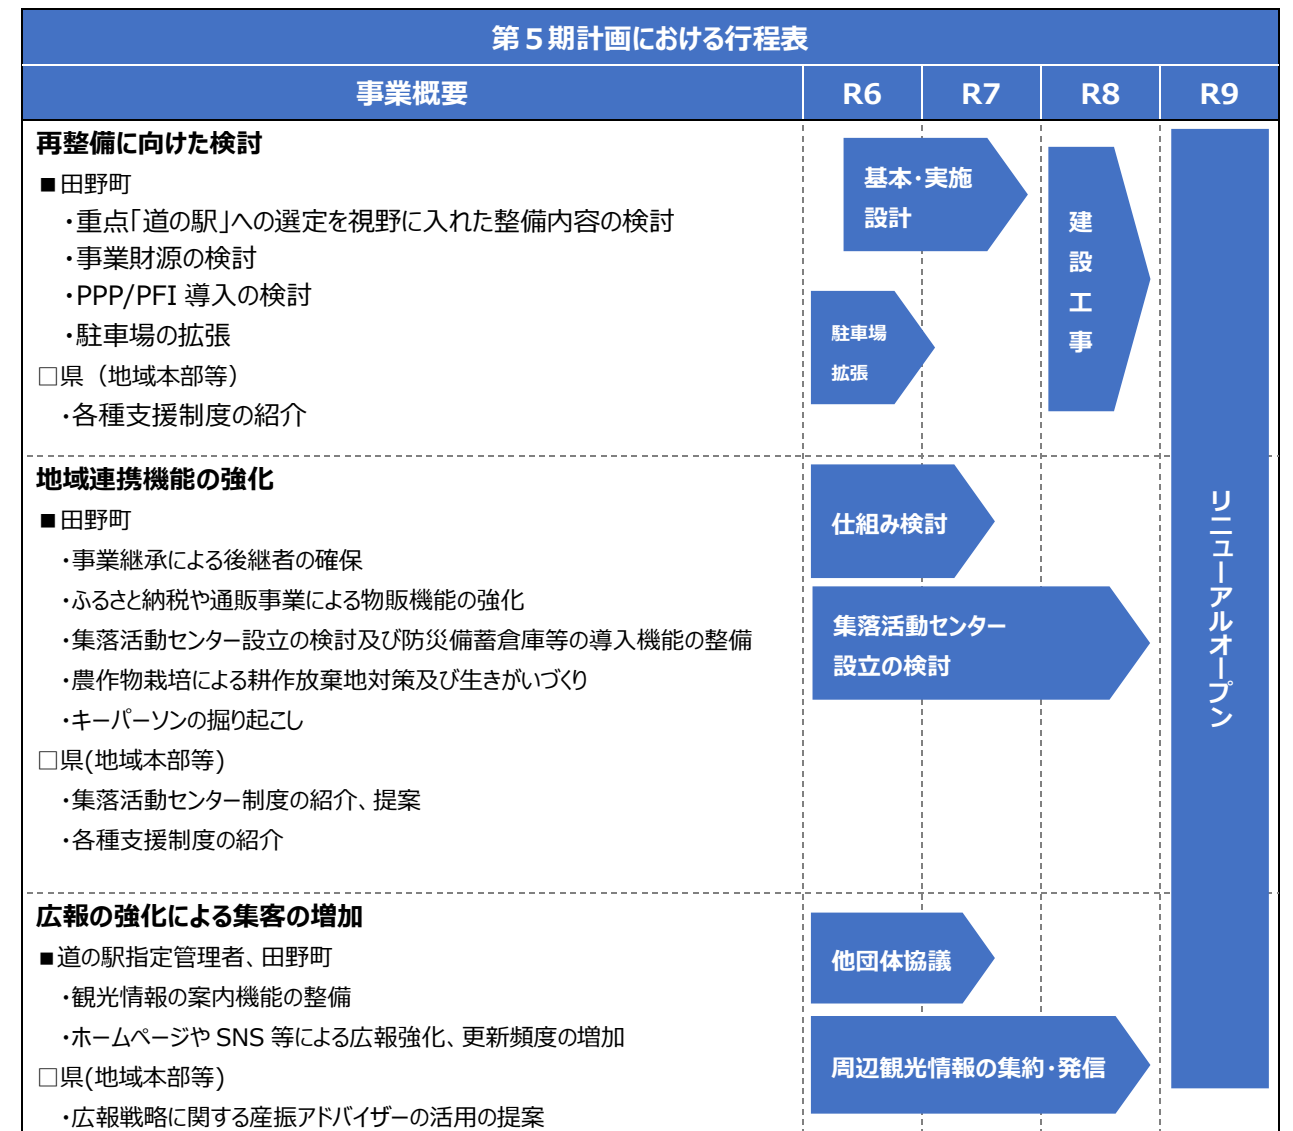 第５期計画における行程表
事業概要
R6
R7
R8
R9
再整備に向けた検討
■田野町
・重点「道の駅」への選定を視野に入れた整備内容の検討
・事業財源の検討
・PPP/PFI 導入の検討
・駐車場の拡張
□県（地域本部等）
・各種支援制度の紹介
基本・実施
設計
駐車場
拡張
建設工事
リニューアルオープン
地域連携機能の強化
■田野町
・事業継承による後継者の確保
・ふるさと納税や通販事業による物販機能の強化
・集落活動センター設立の検討及び防災備蓄倉庫等の導入機能の整備
・農作物栽培による耕作放棄地対策及び生きがいづくり
・キーパーソンの掘り起こし
□県(地域本部等)
・集落活動センター制度の紹介、提案
・各種支援制度の紹介
仕組み検討
集落活動センター
設立の検討
広報の強化による集客の増加
■道の駅指定管理者、田野町
・観光情報の案内機能の整備
・ホームページや SNS 等による広報強化、更新頻度の増加
□県(地域本部等)
・広報戦略に関する産振アドバイザーの活用の提案
他団体協議
周辺観光情報の集約・発信